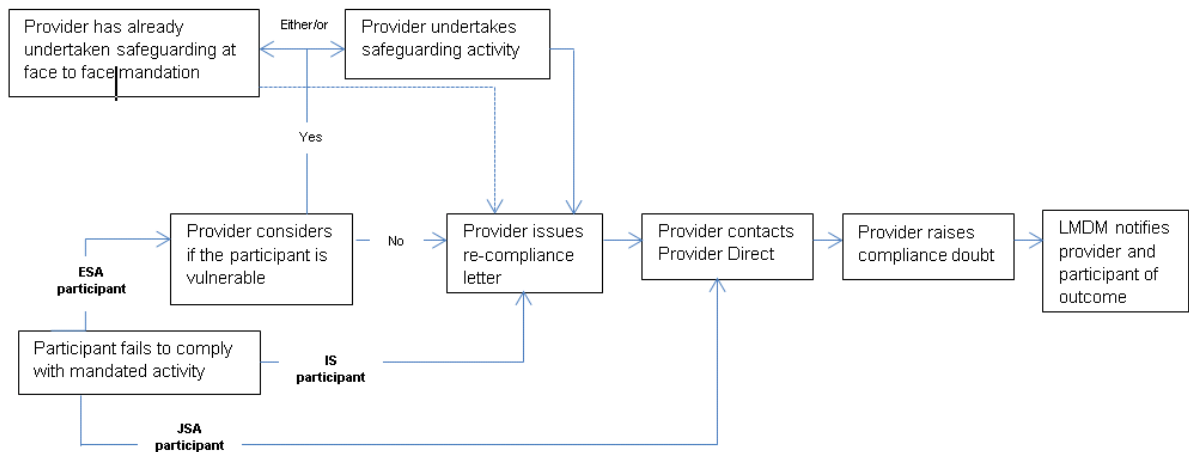 Provider has already
undertaken safeguarding at
face to face mandation
Either/or
Provider undertakes
safeguarding activity
Yes
Provider considers
if the participant is
vulnerable
No
Provider issues
re-compliance
letter
Provider contacts
Provider Direct
Provider raises
compliance doubt
LMDM notifies
provider and
participant of
outcome
ESA
participant
Participant fails to comply
with mandated activity
IS
participant
JSA
participant